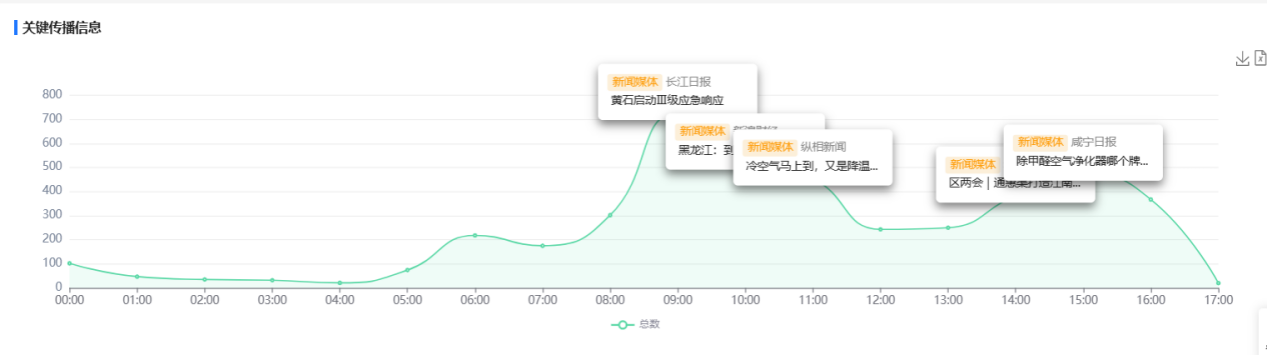 关键传播信息
新闻媒体 长江日报
黄石启动Ⅲ级应急响应
新闻媒体
黑龙江：到
新闻媒体 纵相新闻
冷空气马上到，又是降温...
新闻媒体 咸宁日报
除甲醛空气净化器哪个牌...
新闻媒体
区两会 | 通惠渠打造江南...
800
700
600
500
400
300
200
100
0
00:00 01:00 02:00 03:00 04:00 05:00 06:00 07:00 08:00 09:00 10:00 11:00 12:00 13:00 14:00 15:00 16:00 17:00
总数